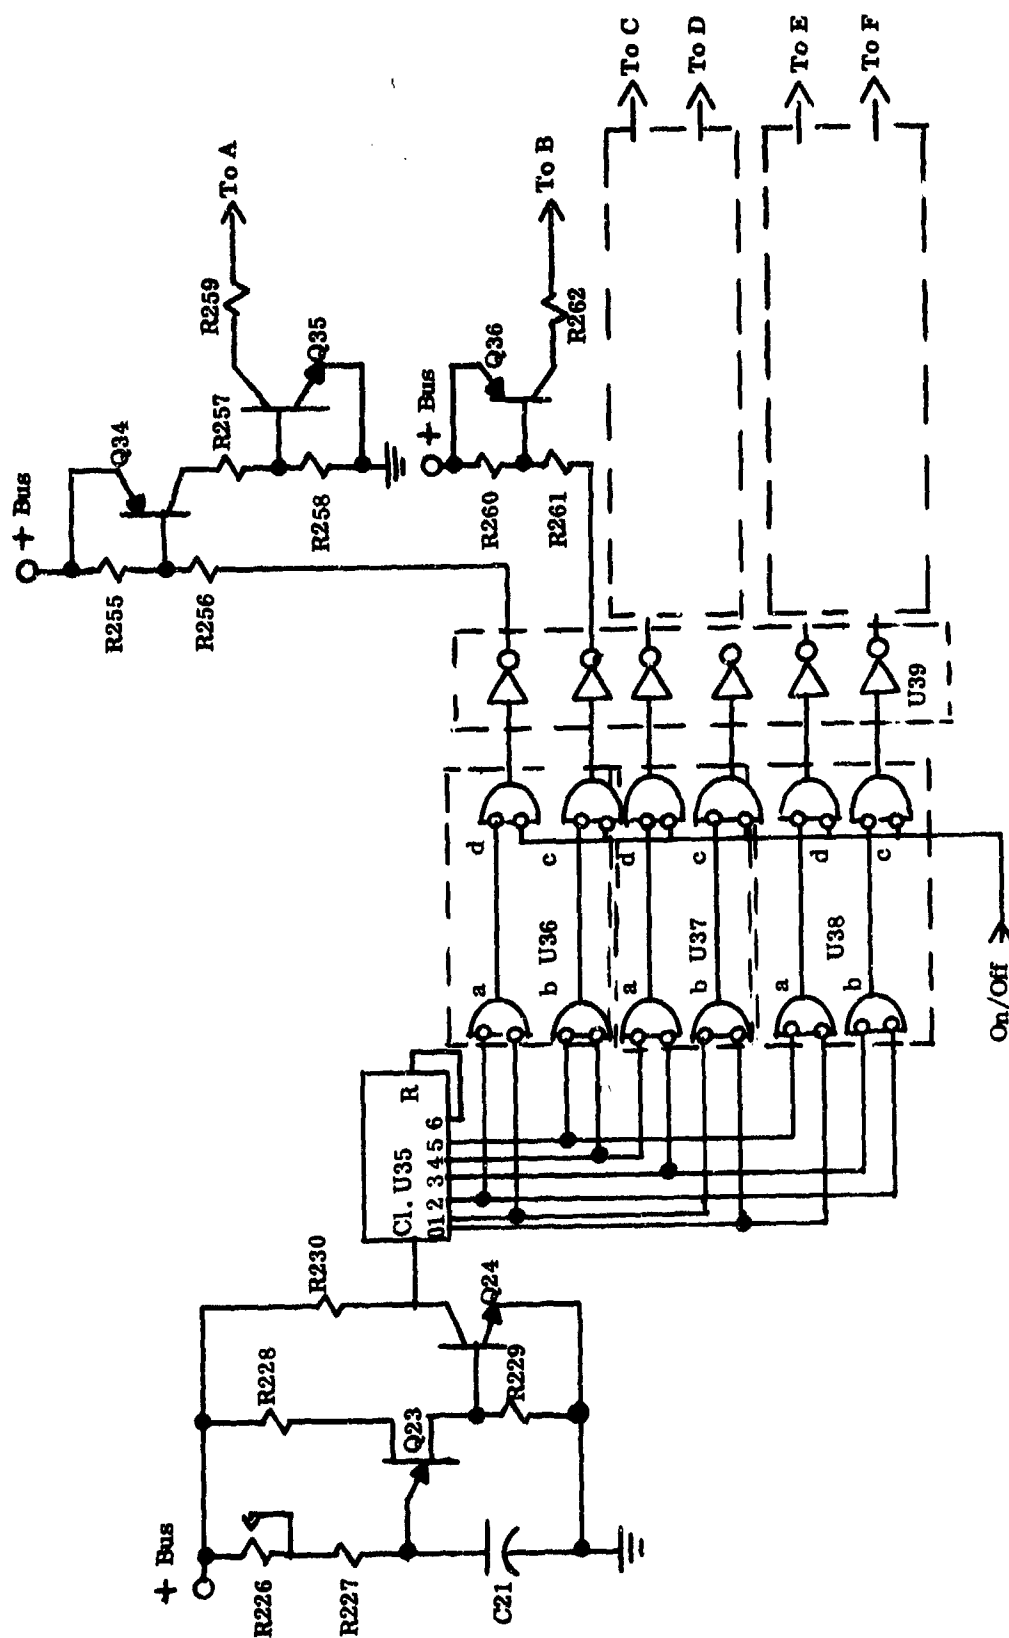 + Bus
R226
R227
C21
R228
Q23
R229
R230
Q24
Cl. U35
R
0 1 2 3 4 5 6
a
b
U36
d
c
a
b
U37
d
c
a
b
U38
d
c
On/Off
U39
+ Bus
R255
R256
Q34
R257
R258
Q35
R259
To A
+ Bus
R260
R261
Q36
R262
To B
To C
To D
To E
To F